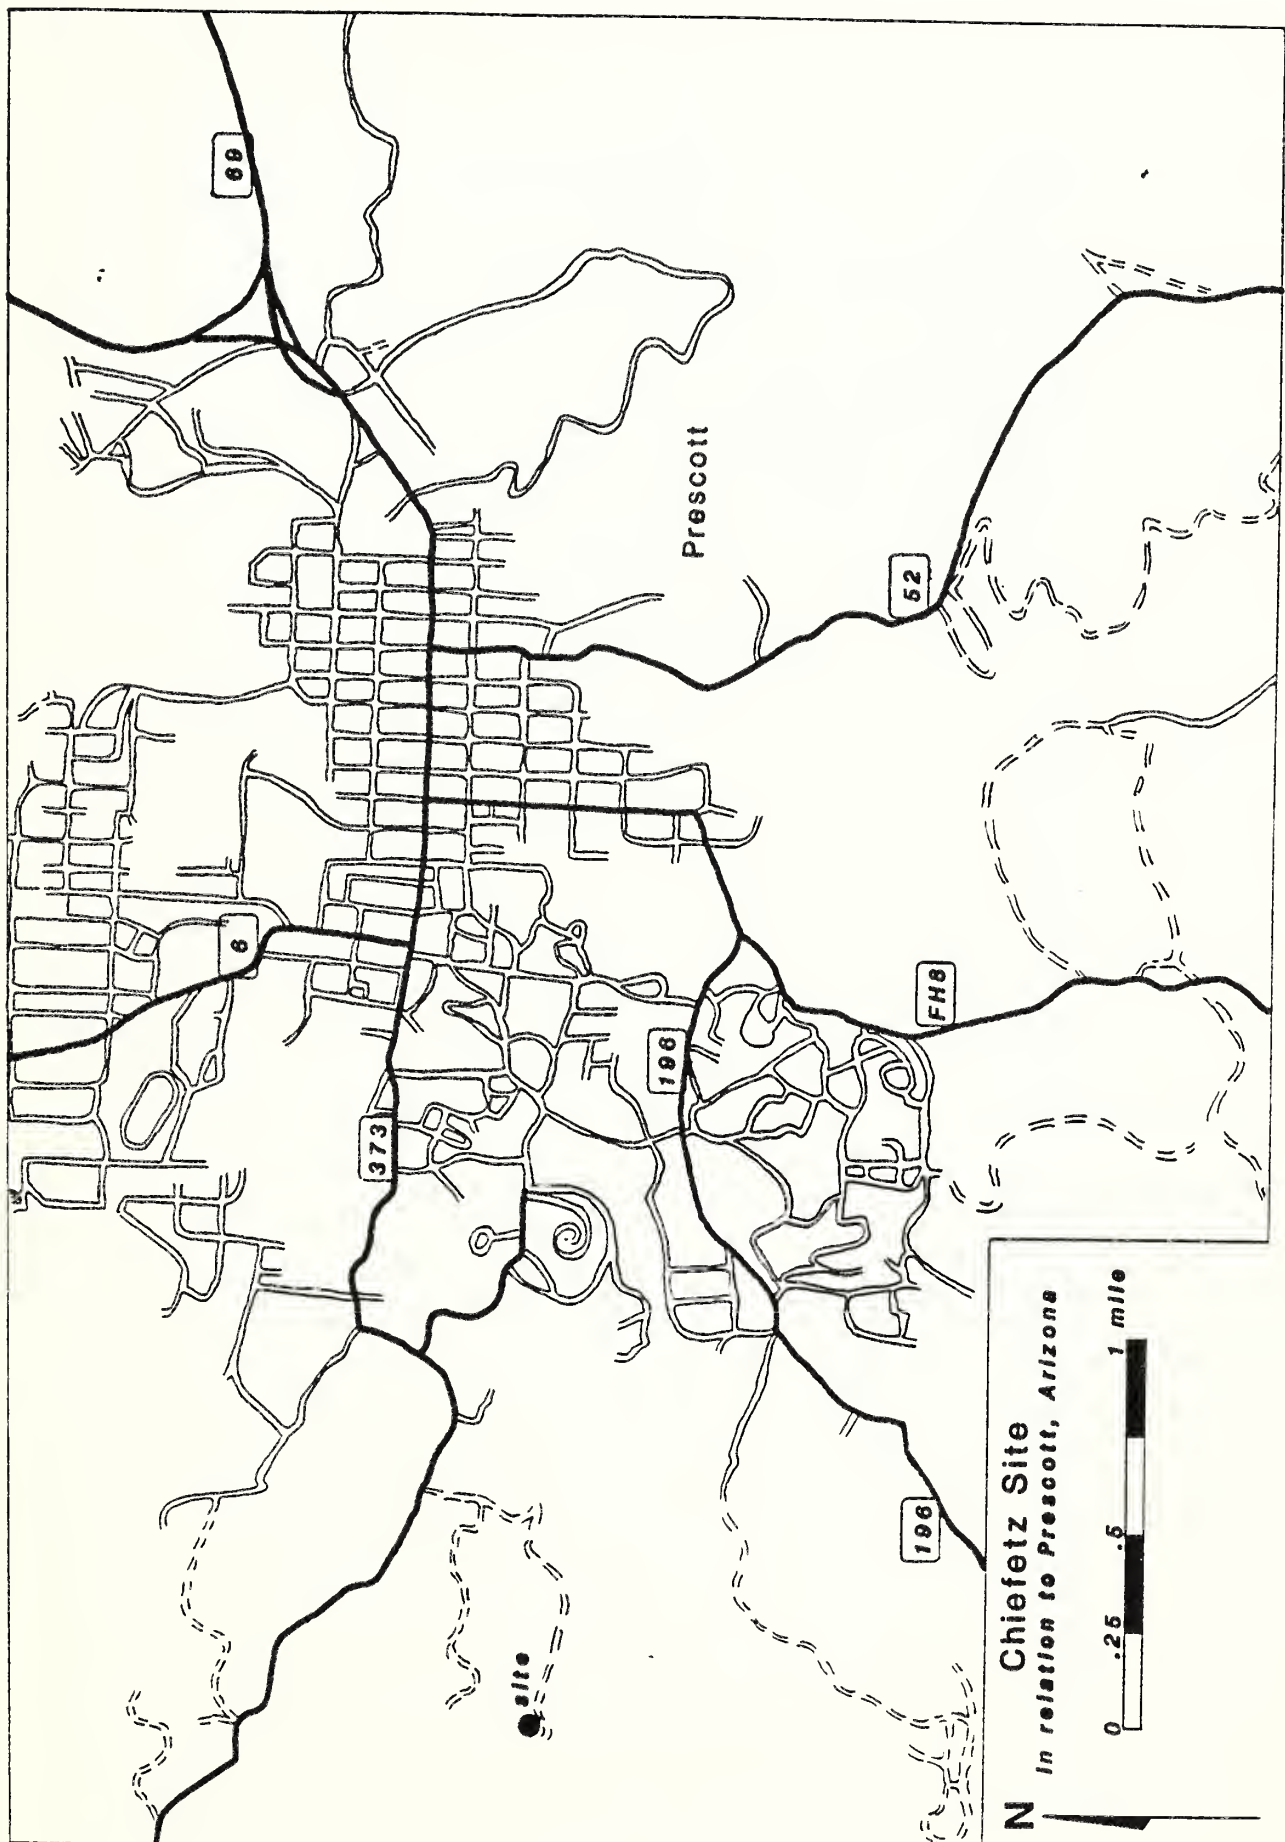 69
6
373
site
196
Prescott
52
196
FH8
N
Chiefetz Site
In relation to Prescott, Arizona
0 .25 .5 1 mile